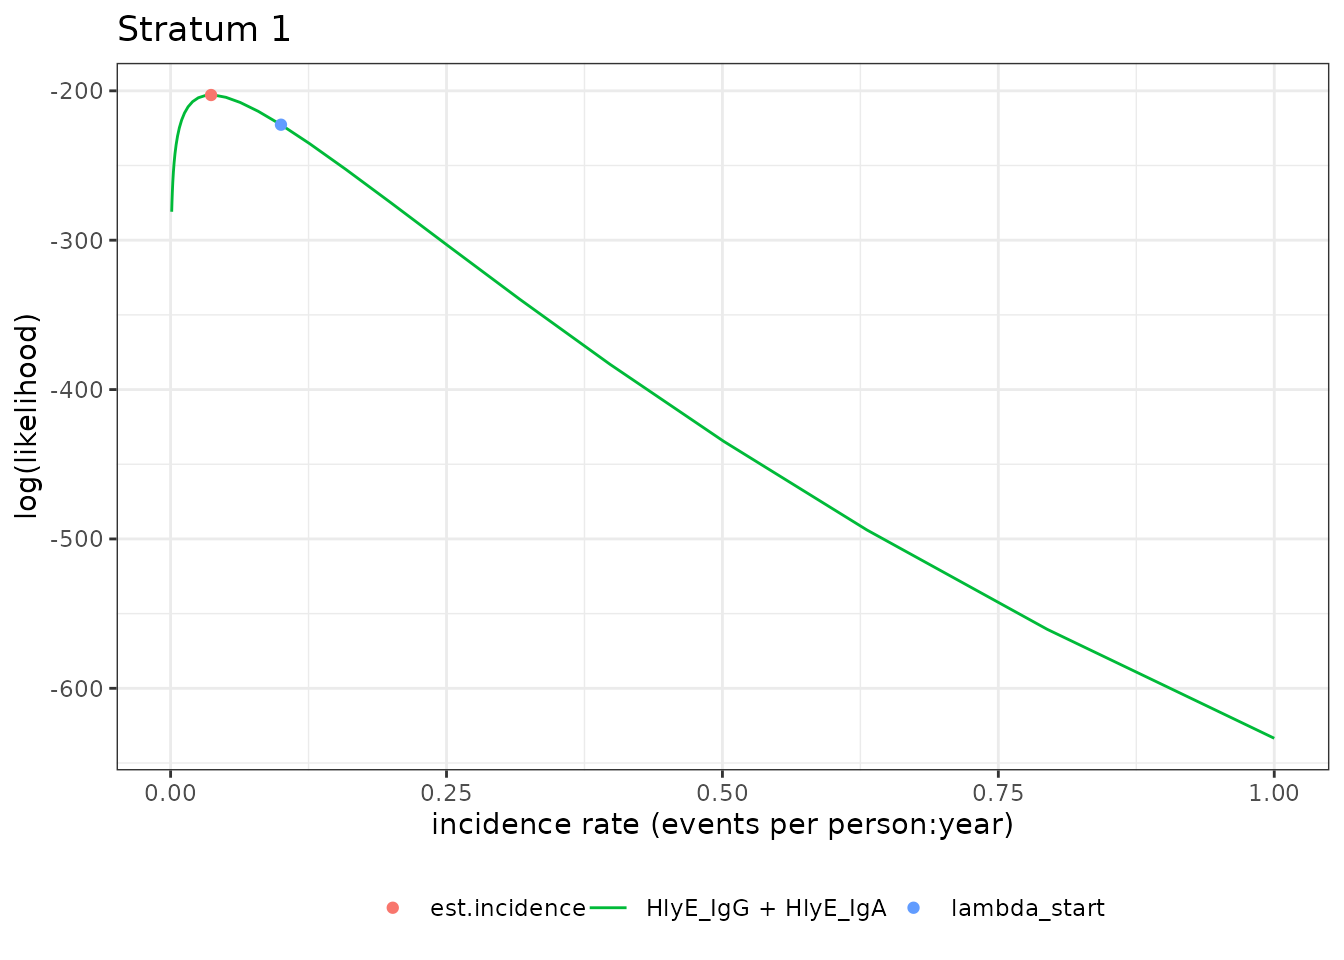 Stratum 1
log(likelihood)
-200
-300
-400
-500
-600
0.00 0.25 0.50 0.75 1.00
incidence rate (events per person:year)
est.incidence HlyE_IgG + HlyE_IgA lambda_start